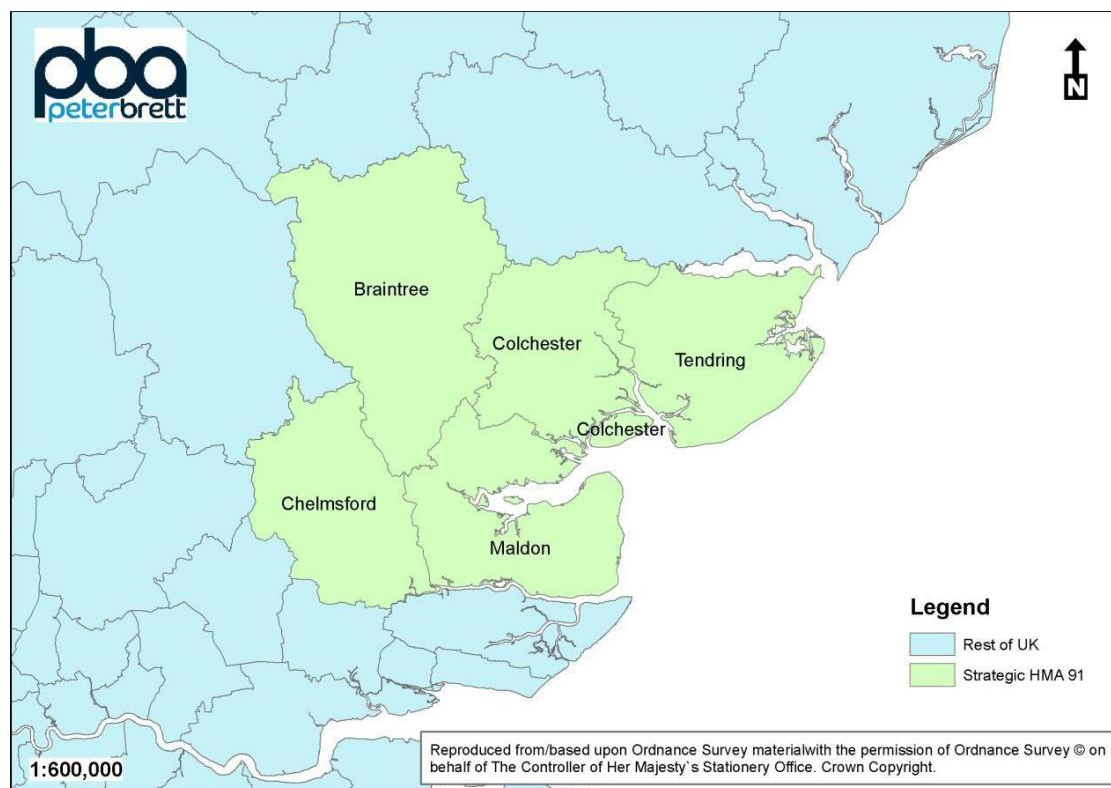 pba
peterbrett
N
Braintree
Colchester
Tendring
Colchester
Chelmsford
Maldon
Legend
Rest of UK
Strategic HMA 91
1:600,000
Reproduced from/based upon Ordnance Survey materialwith the permission of Ordnance Survey © on
behalf of The Controller of Her Majesty`s Stationery Office. Crown Copyright.